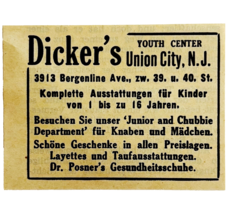 Dicker's YOUTH CENTER
Union City, N.J.
3913 Bergenline Ave., zw. 39. u. 40. St.
Komplette Ausstattungen für Kinder
von 1 bis zu 16 Jahren.
Besuchen Sie unser 'Junior and Chubbie
Department' für Knaben und Mädchen.
Schöne Geschenke in allen Preislagen.
Layettes und Taufausstattungen.
Dr. Posner's Gesundheitsschuhe.